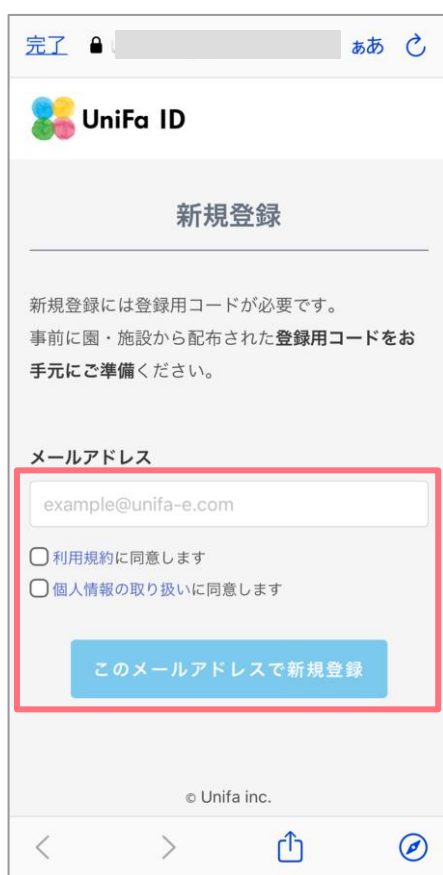 完了 ぁあ
UniFa ID
新規登録
新規登録には登録用コードが必要です。
事前に園・施設から配布された登録用コードをお
手元にご準備ください。
メールアドレス
example@unifa-e.com
利用規約に同意します
個人情報の取り扱いに同意します
このメールアドレスで新規登録
© Unifa inc.